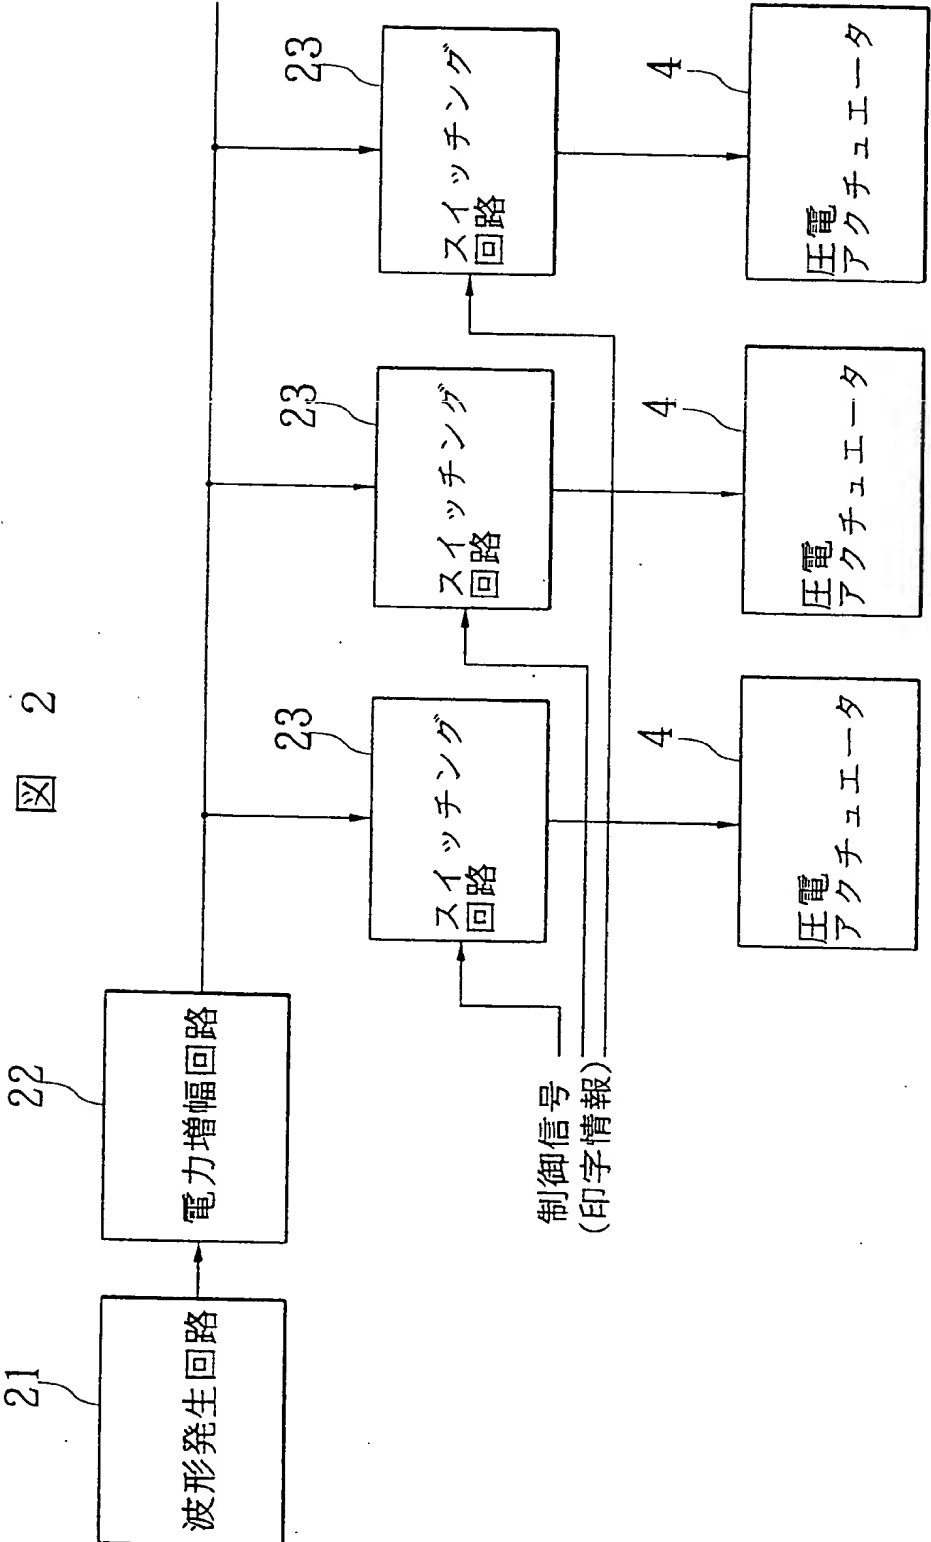 図 2
21
波形発生回路
22
電力増幅回路
23
スイッチング
回路
23
スイッチング
回路
23
スイッチング
回路
制御信号
(印字情報)
4
圧電
アクチュエータ
4
圧電
アクチュエータ
4
圧電
アクチュエータ